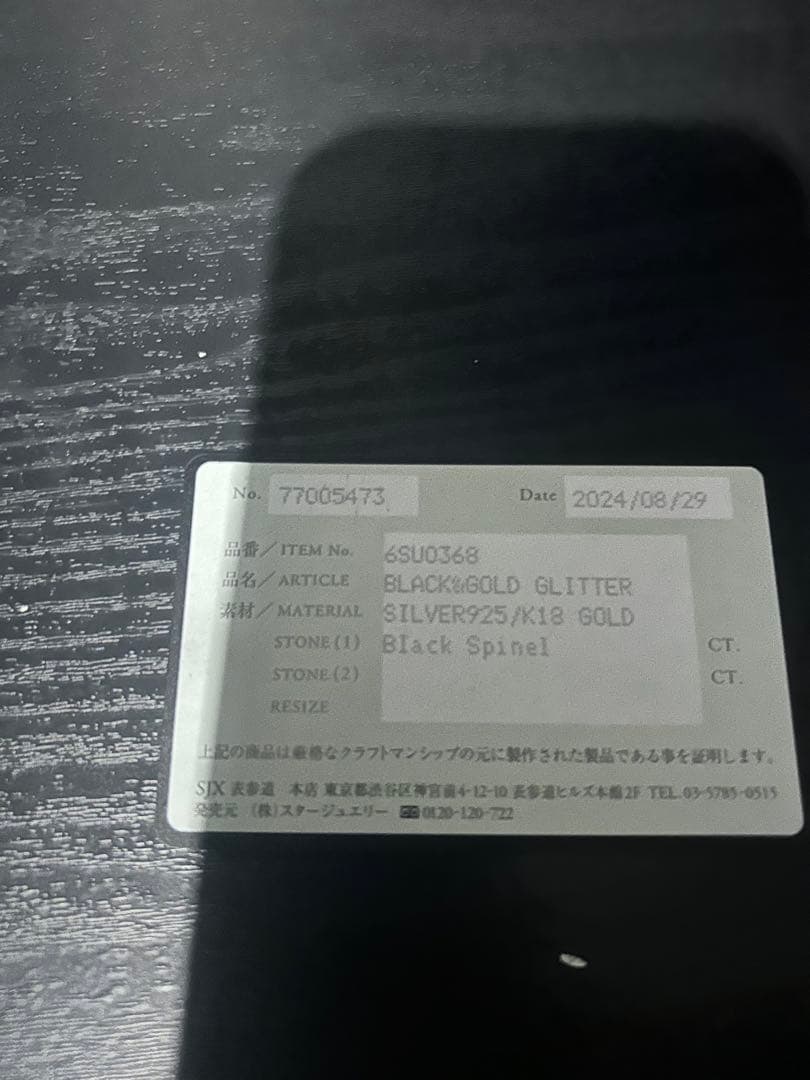 No. 77005473 Date 2024/08/29
品番／ITEM No. 6SU0368
品名／ARTICLE BLACK&GOLD GLITTER
素材／MATERIAL SILVER925/K18 GOLD
STONE(1) Black Spinel CT.
STONE(2) CT.
RESIZE
上記の商品は厳格なクラフトマンシップの元に製作された製品である事を証明します。
SJX 表参道 本店 東京都渋谷区神宮前4-12-10 表参道ヒルズ本館2F TEL.03-5785-0515
発売元 (株)スタージュエリー 0120-120-722